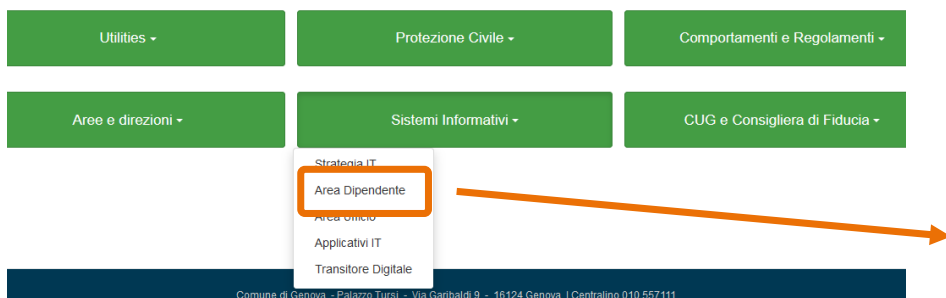 Utilities
Protezione Civile
Comportamenti e Regolamenti
Aree e direzioni
Sistemi Informativi
CUG e Consigliera di Fiducia
Strategia IT
Area Dipendente
Area Ufficio
Applicativi IT
Transitore Digitale
Comune di Genova - Palazzo Tursi - Via Garibaldi 9 - 16124 Genova | Centralino 010.557111